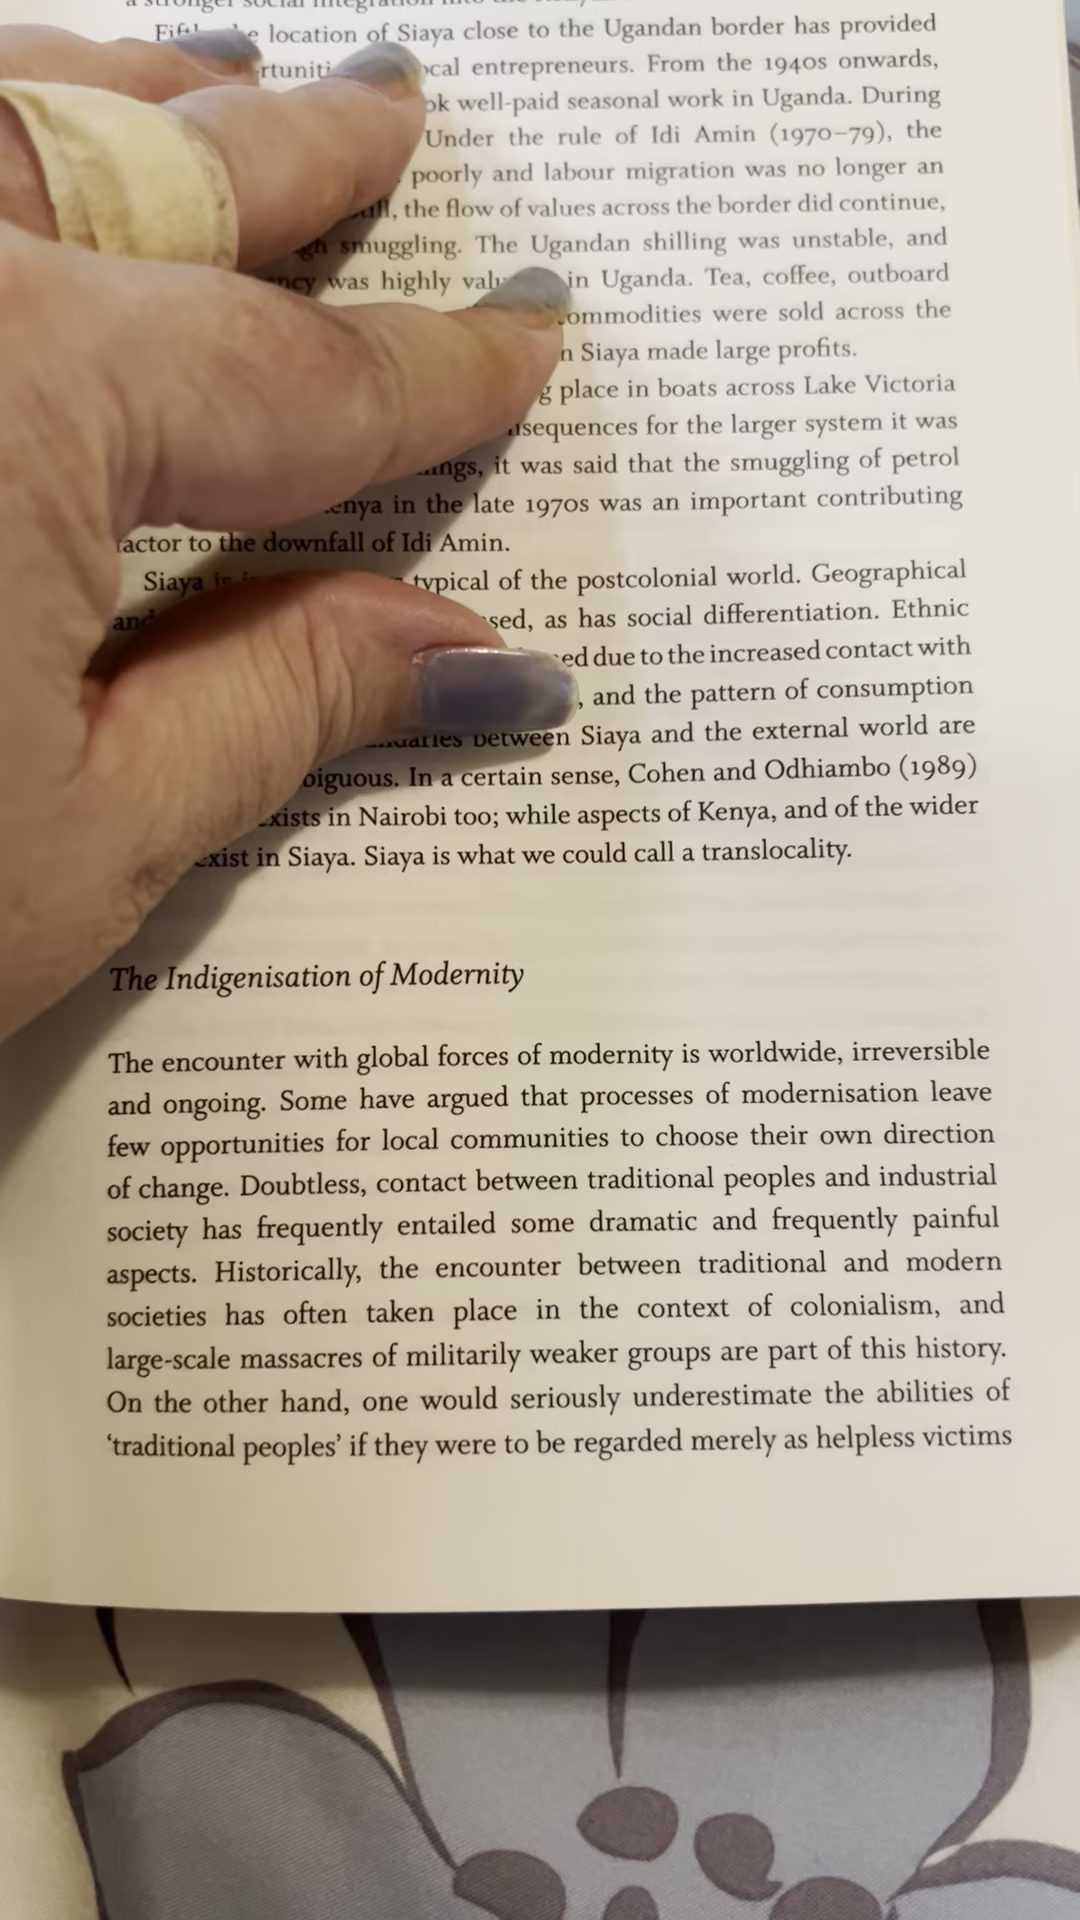 location of Siaya close to the Ugandan border has provided
entrepreneurs. From the 1940s onwards,
well-paid seasonal work in Uganda. During
Under the rule of Idi Amin (1970–79), the
poorly and labour migration was no longer an
the flow of values across the border did continue,
smuggling. The Ugandan shilling was unstable, and
was highly in Uganda. Tea, coffee, outboard
commodities were sold across the
Siaya made large profits.
place in boats across Lake Victoria
for the larger system it was
it was said that the smuggling of petrol
in the late 1970s was an important contributing
factor to the downfall of Idi Amin.
Siaya typical of the postcolonial world. Geographical
as has social differentiation. Ethnic
due to the increased contact with
, and the pattern of consumption
between Siaya and the external world are
In a certain sense, Cohen and Odhiambo (1989)
in Nairobi too; while aspects of Kenya, and of the wider
exist in Siaya. Siaya is what we could call a translocality.
The Indigenisation of Modernity
The encounter with global forces of modernity is worldwide, irreversible
and ongoing. Some have argued that processes of modernisation leave
few opportunities for local communities to choose their own direction
of change. Doubtless, contact between traditional peoples and industrial
society has frequently entailed some dramatic and frequently painful
aspects. Historically, the encounter between traditional and modern
societies has often taken place in the context of colonialism, and
large-scale massacres of militarily weaker groups are part of this history.
On the other hand, one would seriously underestimate the abilities of
‘traditional peoples’ if they were to be regarded merely as helpless victims